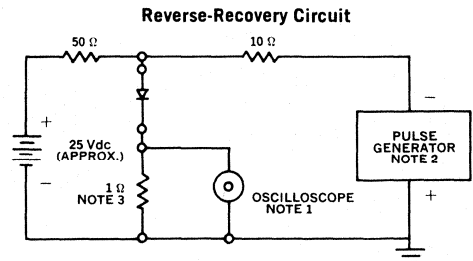 Reverse-Recovery Circuit
50 Ω
10 Ω
+
25 Vdc
(APPROX.)
−
1 Ω
NOTE 3
OSCILLOSCOPE
NOTE 1
−
PULSE
GENERATOR
NOTE 2
+